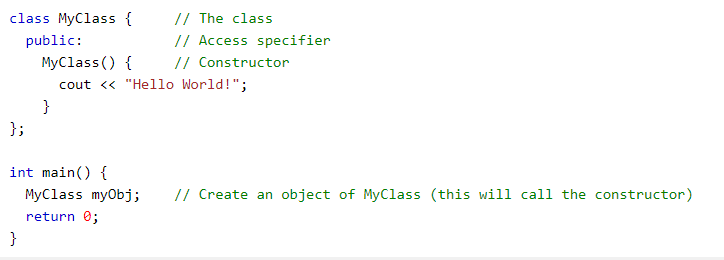 class MyClass {     // The class
  public:           // Access specifier
    MyClass() {     // Constructor
      cout << "Hello World!";
    }
};

int main() {
  MyClass myObj;    // Create an object of MyClass (this will call the constructor)
  return 0;
}